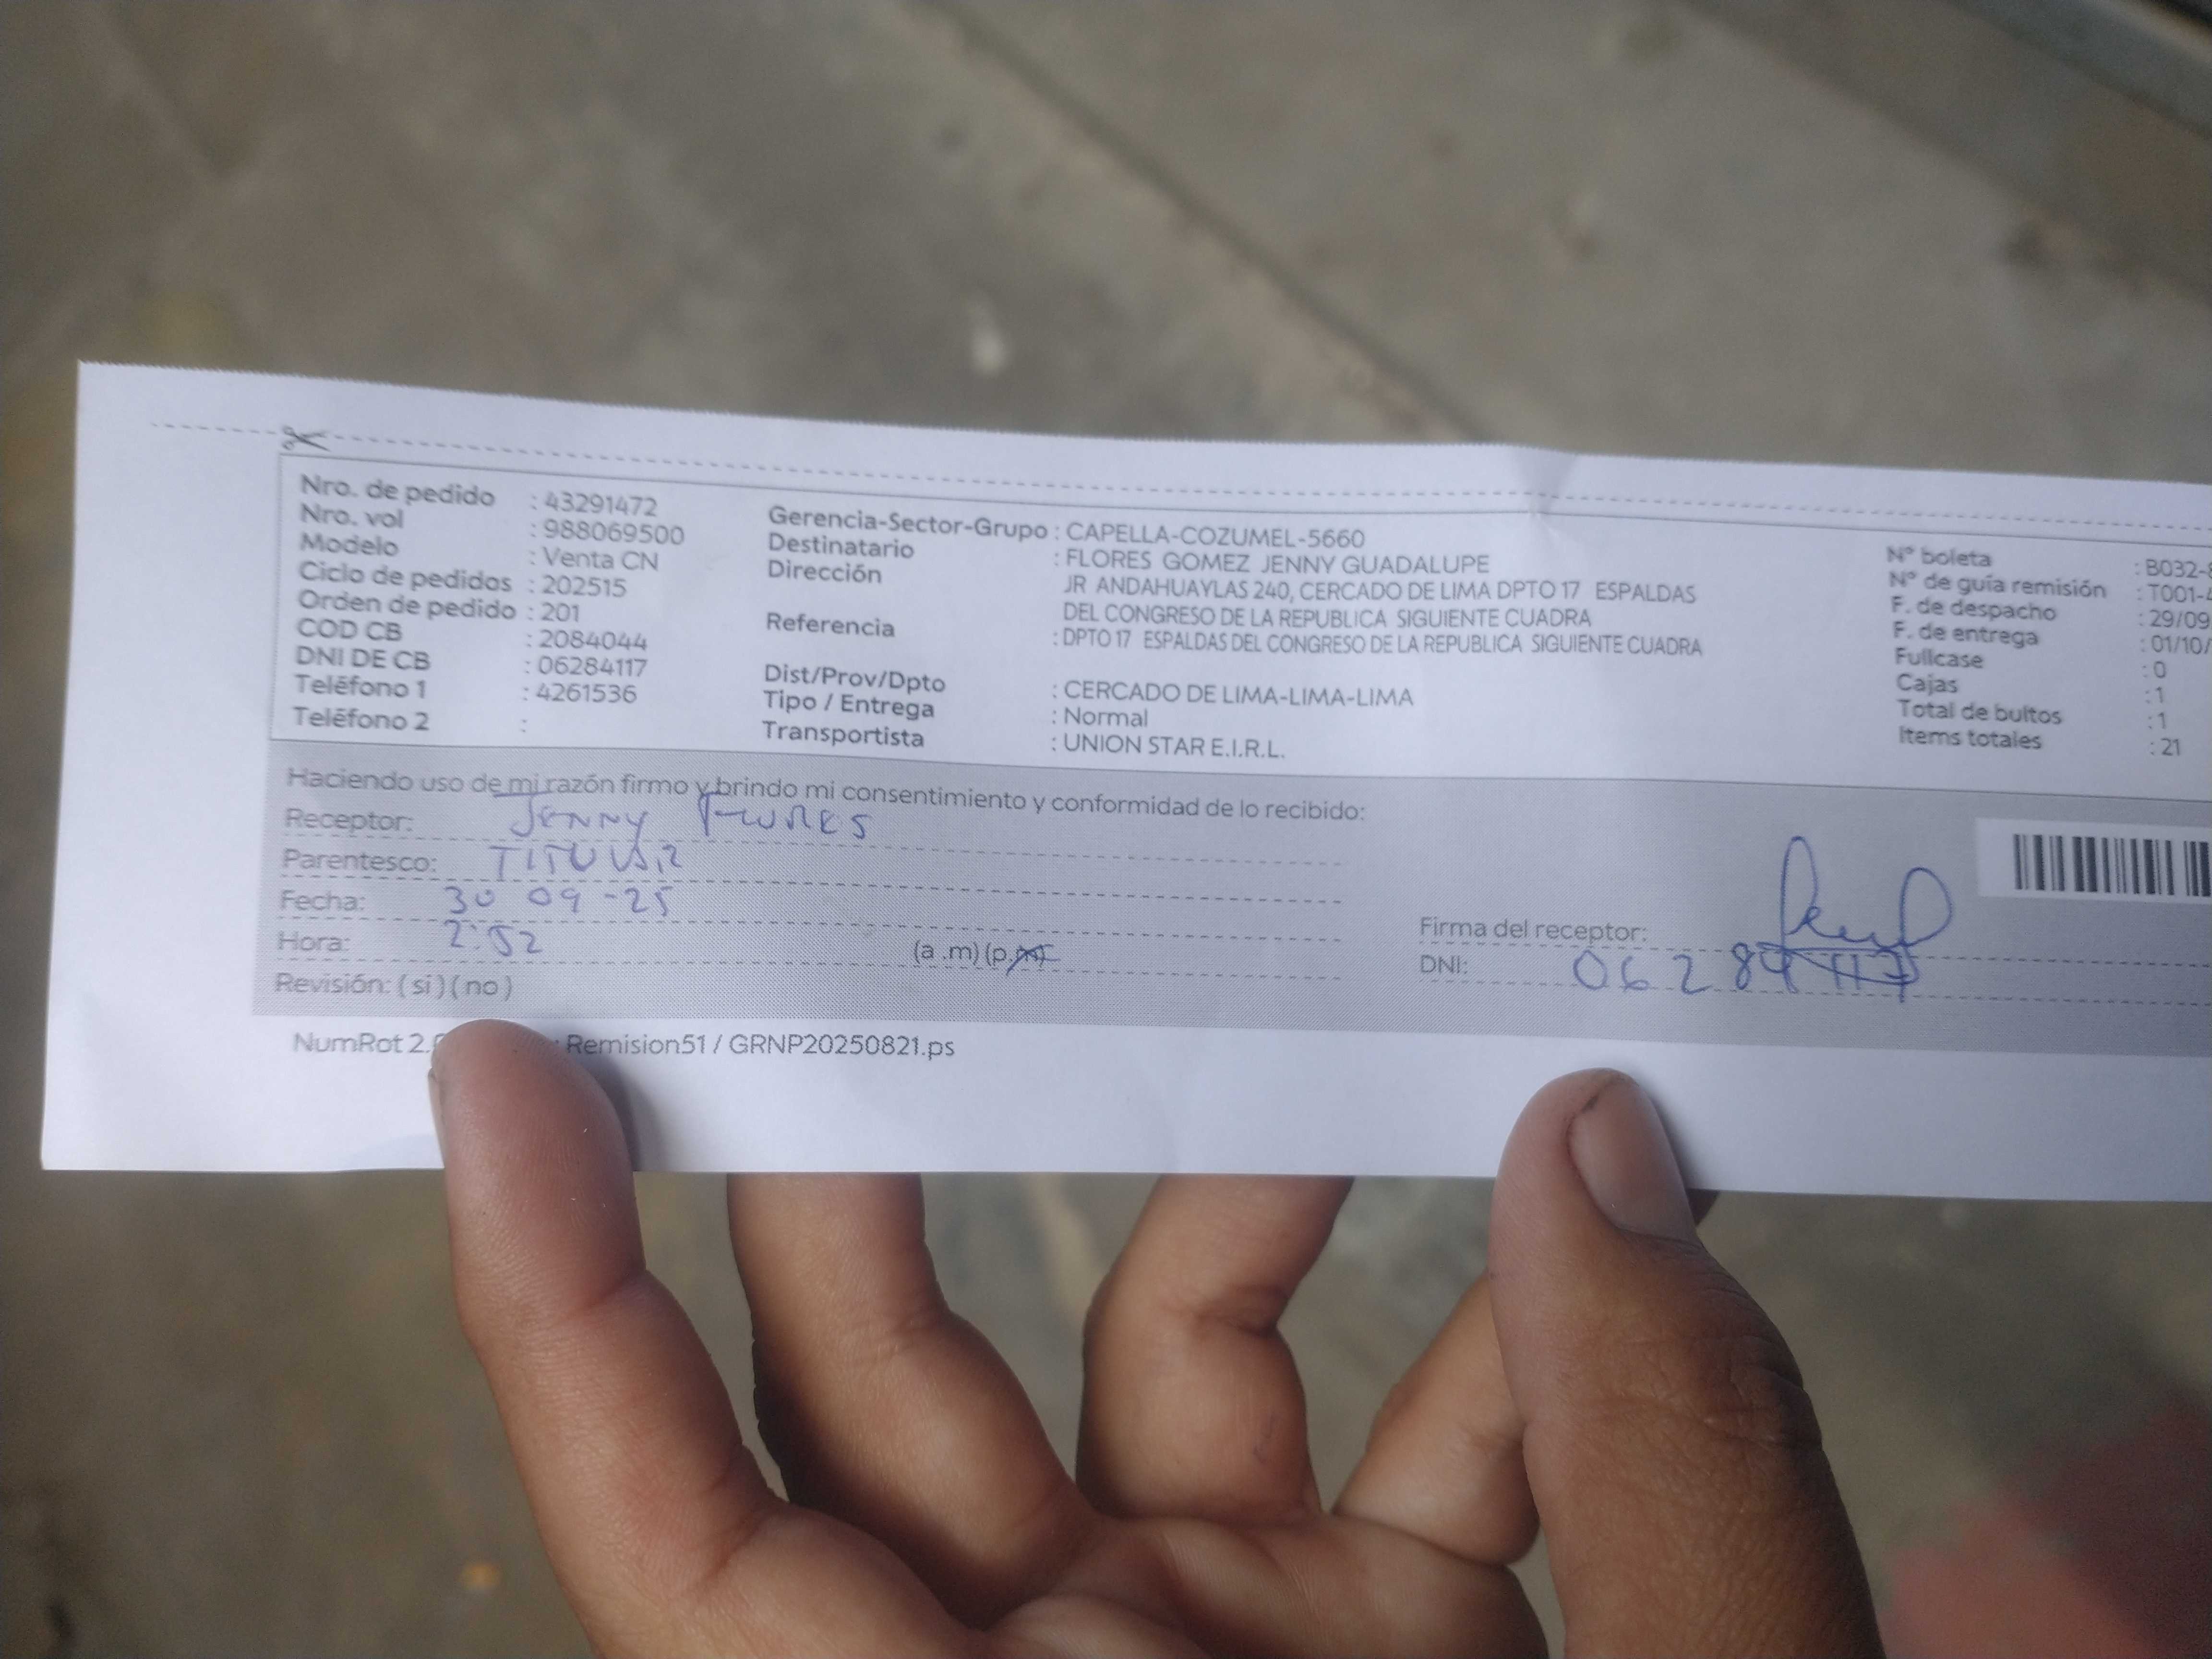 Nro. de pedido : 43291472
Nro. vol : 988069500
Modelo : Venta CN
Ciclo de pedidos : 202515
Orden de pedido : 201
COD CB : 2084044
DNI DE CB : 06284117
Teléfono 1 : 4261536
Teléfono 2 :
Gerencia-Sector-Grupo : CAPELLA-COZUMEL-5660
Destinatario : FLORES GOMEZ JENNY GUADALUPE
Dirección JR ANDAHUAYLAS 240, CERCADO DE LIMA DPTO 17 ESPALDAS
DEL CONGRESO DE LA REPUBLICA SIGUIENTE CUADRA
Referencia : DPTO 17 ESPALDAS DEL CONGRESO DE LA REPUBLICA SIGUIENTE CUADRA
Dist/Prov/Dpto : CERCADO DE LIMA-LIMA-LIMA
Tipo / Entrega : Normal
Transportista : UNION STAR E.I.R.L.
N° boleta : B032-
N° de guía remisión : T001-
F. de despacho : 29/09
F. de entrega : 01/10/
Fullcase : 0
Cajas : 1
Total de bultos : 1
Items totales : 21
Haciendo uso de mi razón firmo y brindo mi consentimiento y conformidad de lo recibido:
Receptor: JENNY FLORES
Parentesco: TITULAR
Fecha: 30 09 -25
Hora: 2:52 (a .m) (p.m)
Revisión: ( si ) ( no )
Firma del receptor:
DNI: 06284117
NumRot 2. : Remision51 / GRNP20250821.ps